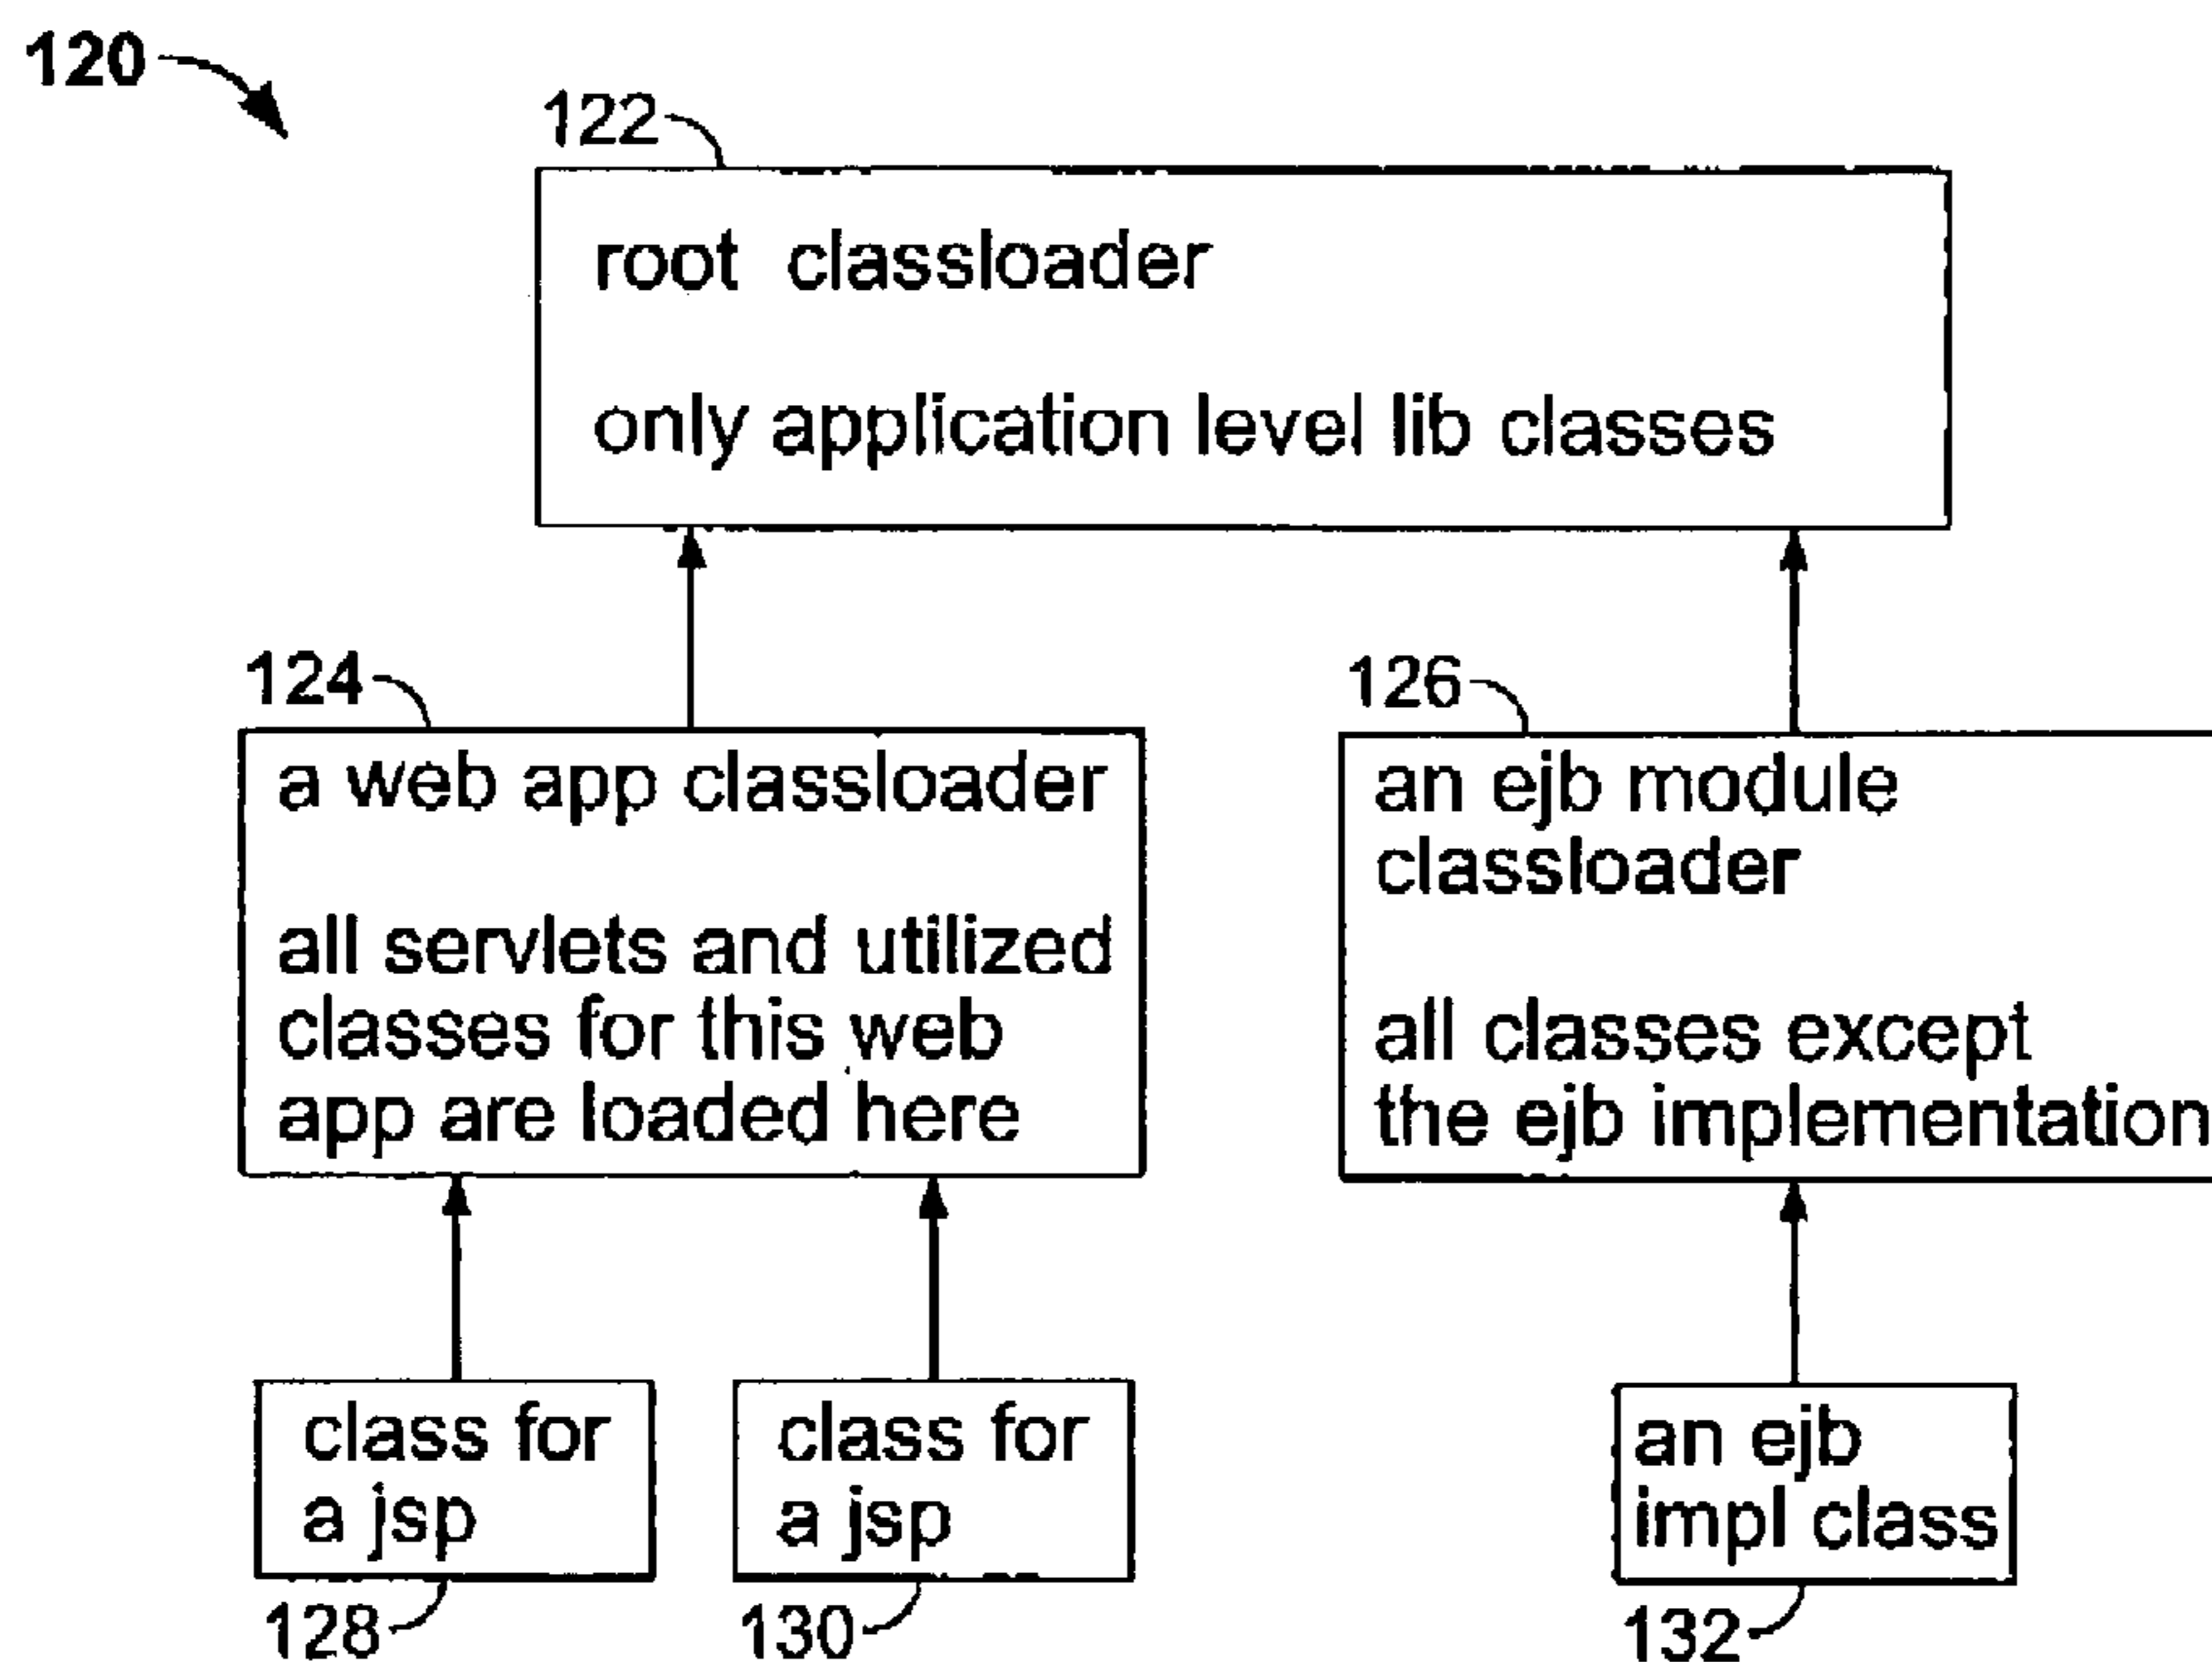 120
122
root classloader
only application level lib classes
124
a web app classloader
all servlets and utilized
classes for this web
app are loaded here
126
an ejb module
classloader
all classes except
the ejb implementation
class for
a jsp
128
class for
a jsp
130
an ejb
impl class
132